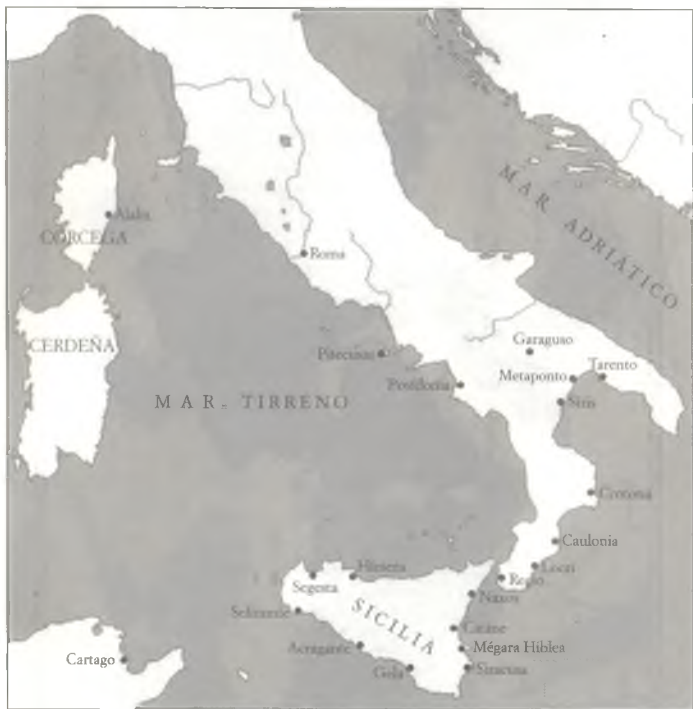 MAR ADRIÁTICO
Alalia
CÓRCEGA
Roma
CERDEÑA
Garaguso
Pitecusas
Tarento
Metaponto
Posidonia
Siris
MAR TIRRENO
Crotona
Caulonia
Hímera
Locri
Segesta
Regio
Naxos
Selinunte
SICILIA
Catane
Acragante
Mégara Hiblea
Cartago
Gela
Siracusa